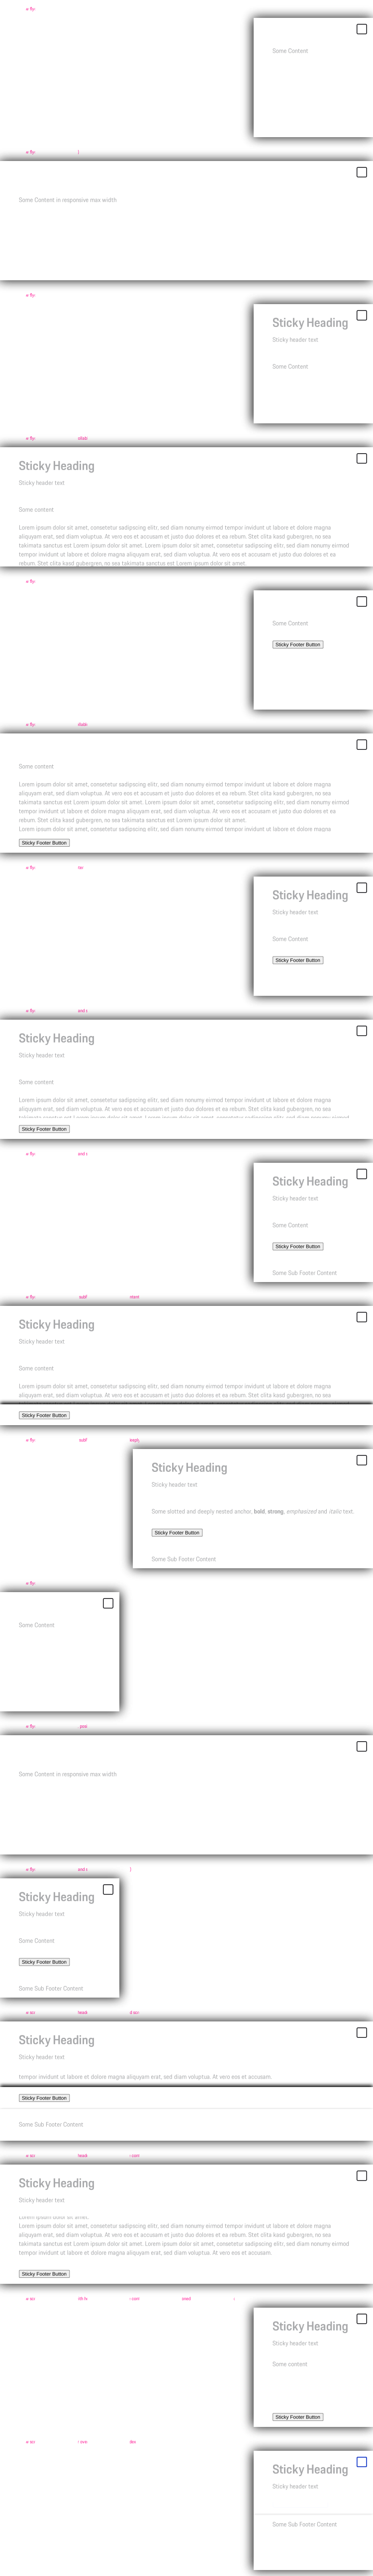 Some Content
Some Content in responsive max width
Sticky Heading
Sticky header text
Some Content
Sticky Heading
Sticky header text
Some content
Lorem ipsum dolor sit amet, consetetur sadipscing elitr, sed diam nonumy eirmod tempor invidunt ut labore et dolore magna
aliquyam erat, sed diam voluptua. At vero eos et accusam et justo duo dolores et ea rebum. Stet clita kasd gubergren, no sea
takimata sanctus est Lorem ipsum dolor sit amet. Lorem ipsum dolor sit amet, consetetur sadipscing elitr, sed diam nonumy eirmod
tempor invidunt ut labore et dolore magna aliquyam erat, sed diam voluptua. At vero eos et accusam et justo duo dolores et ea
rebum. Stet clita kasd gubergren, no sea takimata sanctus est Lorem ipsum dolor sit amet.
Some Content
Sticky Footer Button
Some content
Lorem ipsum dolor sit amet, consetetur sadipscing elitr, sed diam nonumy eirmod tempor invidunt ut labore et dolore magna
aliquyam erat, sed diam voluptua. At vero eos et accusam et justo duo dolores et ea rebum. Stet clita kasd gubergren, no sea
takimata sanctus est Lorem ipsum dolor sit amet. Lorem ipsum dolor sit amet, consetetur sadipscing elitr, sed diam nonumy eirmod
tempor invidunt ut labore et dolore magna aliquyam erat, sed diam voluptua. At vero eos et accusam et justo duo dolores et ea
rebum. Stet clita kasd gubergren, no sea takimata sanctus est Lorem ipsum dolor sit amet.
Lorem ipsum dolor sit amet, consetetur sadipscing elitr, sed diam nonumy eirmod tempor invidunt ut labore et dolore magna
Sticky Footer Button
Sticky Heading
Sticky header text
Some Content
Sticky Footer Button
Sticky Heading
Sticky header text
Some content
Lorem ipsum dolor sit amet, consetetur sadipscing elitr, sed diam nonumy eirmod tempor invidunt ut labore et dolore magna
aliquyam erat, sed diam voluptua. At vero eos et accusam et justo duo dolores et ea rebum. Stet clita kasd gubergren, no sea
takimata sanctus est Lorem ipsum dolor sit amet. Lorem ipsum dolor sit amet, consetetur sadipscing elitr, sed diam nonumy eirmod
Sticky Footer Button
Sticky Heading
Sticky header text
Some Content
Sticky Footer Button
Some Sub Footer Content
Sticky Heading
Sticky header text
Some content
Lorem ipsum dolor sit amet, consetetur sadipscing elitr, sed diam nonumy eirmod tempor invidunt ut labore et dolore magna
aliquyam erat, sed diam voluptua. At vero eos et accusam et justo duo dolores et ea rebum. Stet clita kasd gubergren, no sea
Sticky Footer Button
Sticky Heading
Sticky header text
Some slotted and deeply nested anchor, bold, strong, emphasized and italic text.
Sticky Footer Button
Some Sub Footer Content
Some Content
Some Content in responsive max width
Sticky Heading
Sticky header text
Some Content
Sticky Footer Button
Some Sub Footer Content
Sticky Heading
Sticky header text
tempor invidunt ut labore et dolore magna aliquyam erat, sed diam voluptua. At vero eos et accusam.
Sticky Footer Button
Some Sub Footer Content
Sticky Heading
Sticky header text
Lorem ipsum dolor sit amet.
Lorem ipsum dolor sit amet, consetetur sadipscing elitr, sed diam nonumy eirmod tempor invidunt ut labore et dolore magna
aliquyam erat, sed diam voluptua. At vero eos et accusam et justo duo dolores et ea rebum. Stet clita kasd gubergren, no sea
takimata sanctus est Lorem ipsum dolor sit amet. Lorem ipsum dolor sit amet, consetetur sadipscing elitr, sed diam nonumy eirmod
tempor invidunt ut labore et dolore magna aliquyam erat, sed diam voluptua. At vero eos et accusam.
Sticky Footer Button
Sticky Heading
Sticky header text
Some content
Sticky Footer Button
Sticky Heading
Sticky header text
Some Sub Footer Content